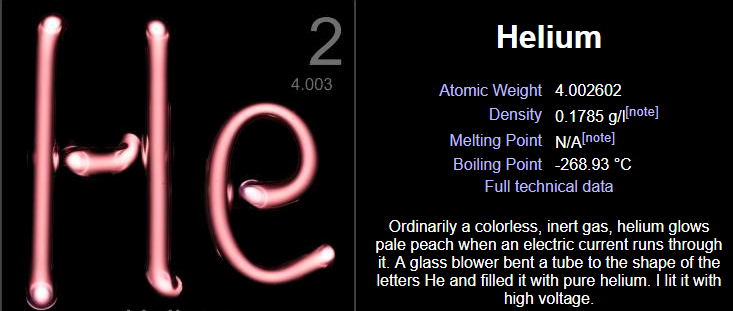 He
2
4.003
Helium
Atomic Weight 4.002602
Density 0.1785 g/l[note]
Melting Point N/A[note]
Boiling Point -268.93 °C
Full technical data
Ordinarily a colorless, inert gas, helium glows
pale peach when an electric current runs through
it. A glass blower bent a tube to the shape of the
letters He and filled it with pure helium. I lit it with
high voltage.